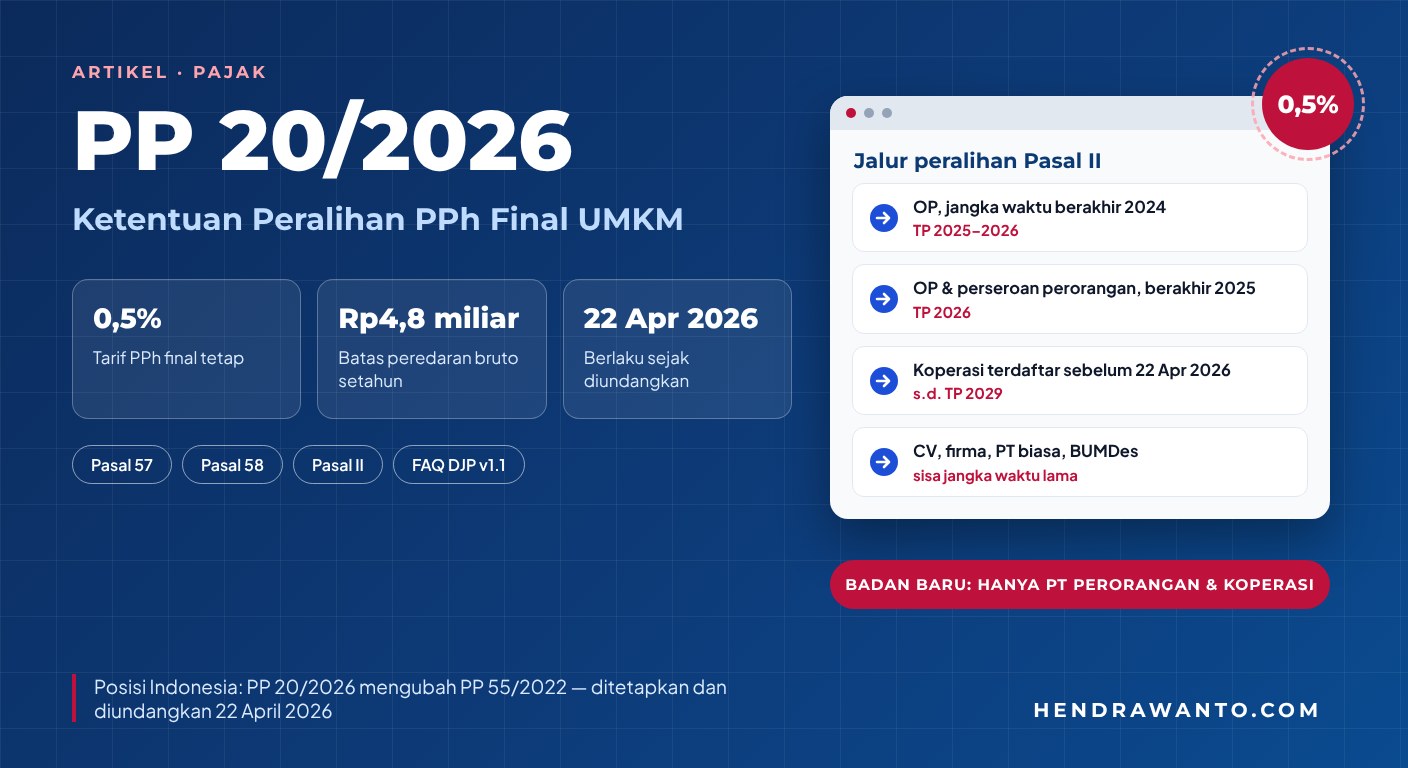 ARTIKEL · PAJAK
PP 20/2026
Ketentuan Peralihan PPh Final UMKM
0,5%
Tarif PPh final tetap
Rp4,8 miliar
Batas peredaran bruto
setahun
22 Apr 2026
Berlaku sejak
diundangkan
Pasal 57
Pasal 58
Pasal II
FAQ DJP v1.1
0,5%
Jalur peralihan Pasal II
OP, jangka waktu berakhir 2024
TP 2025–2026
OP & perseroan perorangan, berakhir 2025
TP 2026
Koperasi terdaftar sebelum 22 Apr 2026
s.d. TP 2029
CV, firma, PT biasa, BUMDes
sisa jangka waktu lama
BADAN BARU: HANYA PT PERORANGAN & KOPERASI
Posisi Indonesia: PP 20/2026 mengubah PP 55/2022 — ditetapkan dan
diundangkan 22 April 2026
HENDRAWANTO.COM